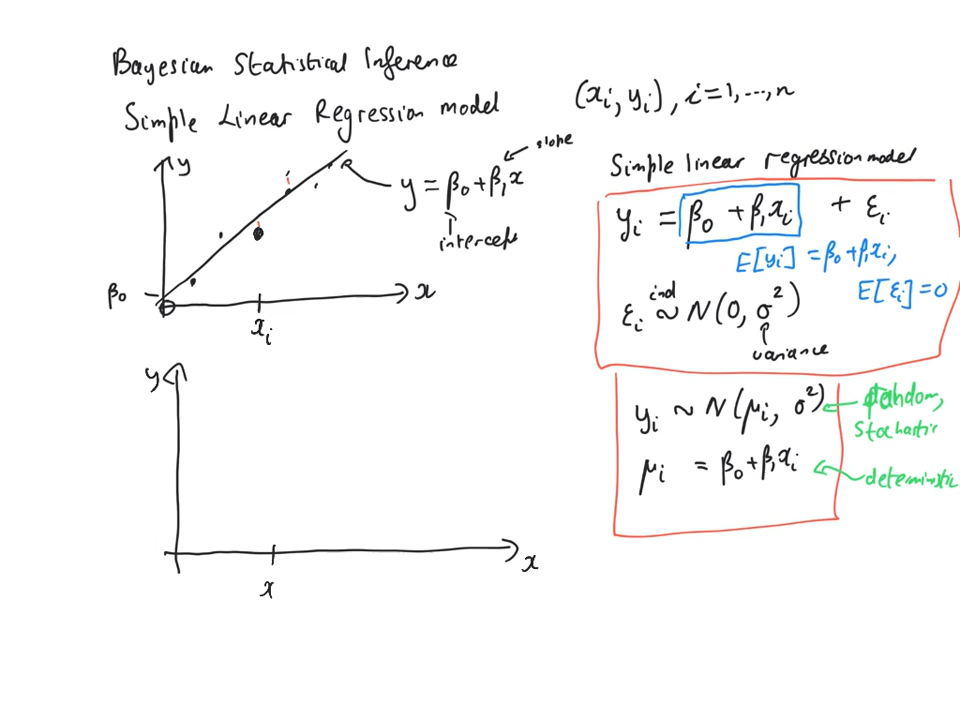 Bayesian Statistical Inference
Simple Linear Regression model
(xi, yi), i=1,...,n
y
y = β0+β1x
slope
intercept
β0
x
xi
Simple linear regression model
yi = β0 + β1xi + εi
E[yi] = β0+β1xi,
E[εi]=0
εi ind ~ N(0, σ²)
variance
yi ~ N(μi, σ²)
stochastic
μi = β0+β1xi
deterministic
y
x
x